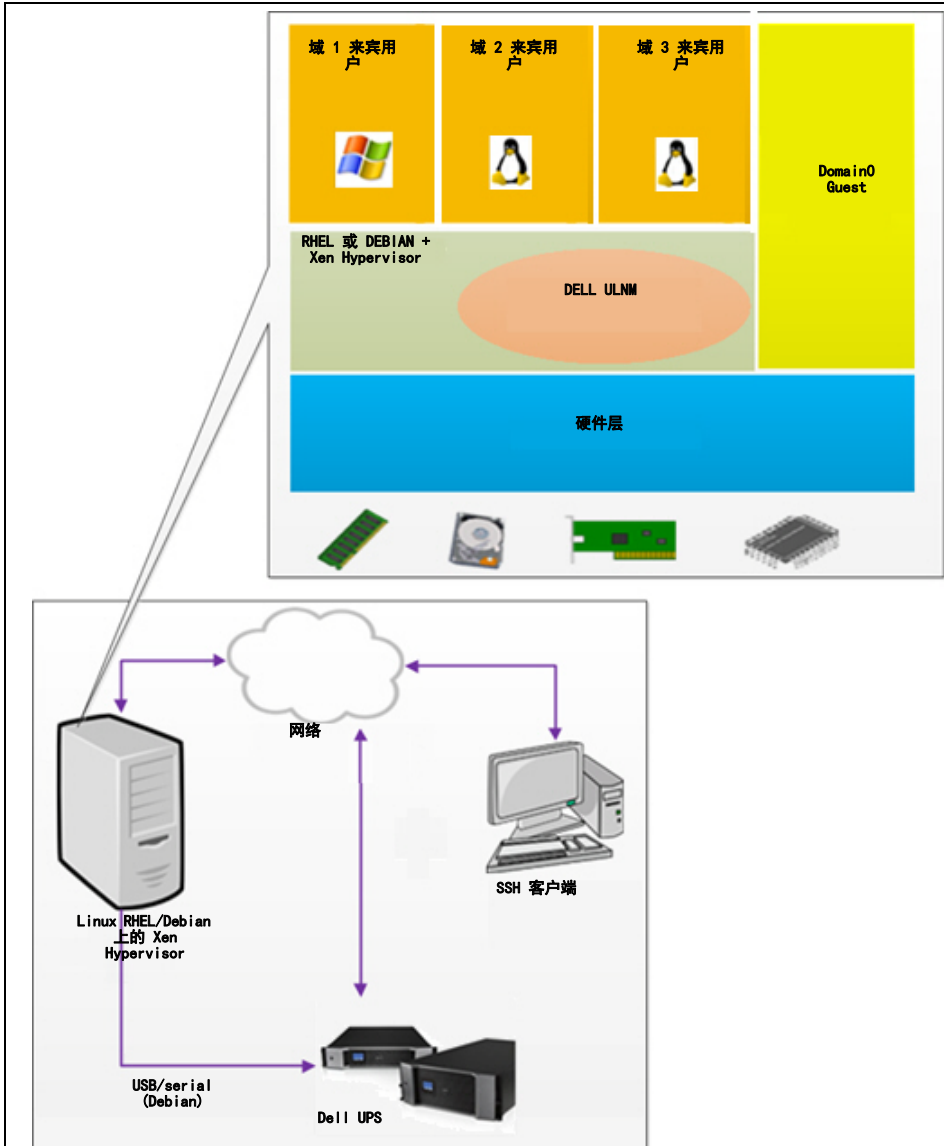 域 1 来宾用
户
域 2 来宾用
户
域 3 来宾用
户
Domain0
Guest
RHEL 或 DEBIAN +
Xen Hypervisor
DELL ULNM
硬件层
网络
SSH 客户端
Linux RHEL/Debian
上的 Xen
Hypervisor
USB/serial
(Debian)
Dell UPS